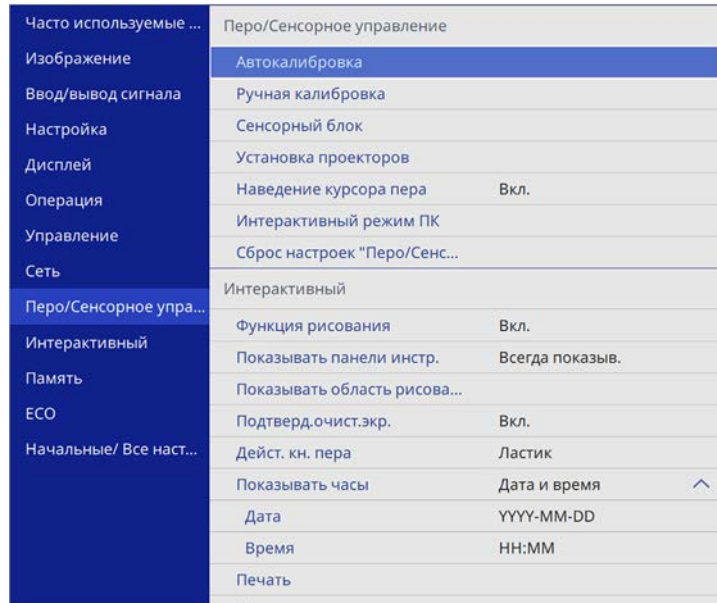 Часто используемые ...
Изображение
Ввод/вывод сигнала
Настройка
Дисплей
Операция
Управление
Сеть
Перо/Сенсорное упра...
Интерактивный
Память
ECO
Начальные/ Все наст...
Перо/Сенсорное управление
Автокалибровка
Ручная калибровка
Сенсорный блок
Установка проекторов
Наведение курсора пера Вкл.
Интерактивный режим ПК
Сброс настроек "Перо/Сенс...
Интерактивный
Функция рисования Вкл.
Показывать панели инстр. Всегда показыв.
Показывать область рисова...
Подтверд.очист.экр. Вкл.
Дейст. кн. пера Ластик
Показывать часы Дата и время
Дата YYYY-MM-DD
Время HH:MM
Печать